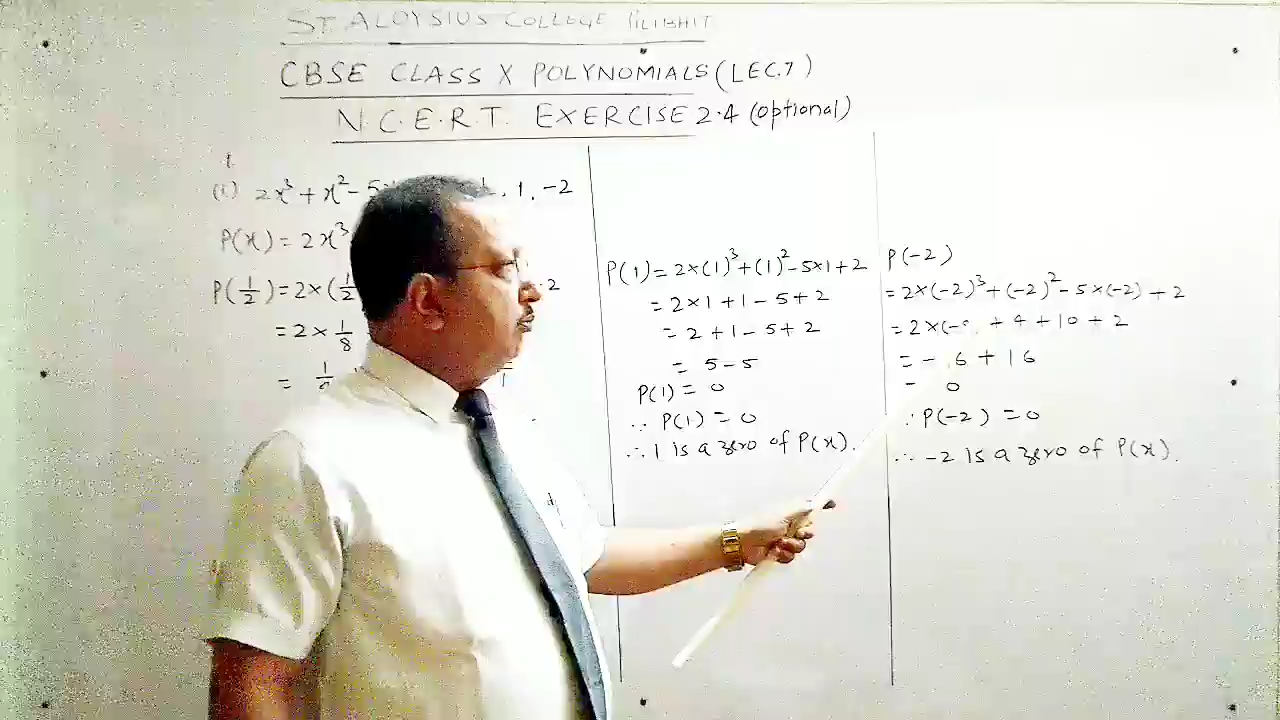 ST ALOYSIUS COLLEGE PILIBHIT
CBSE CLASS X POLYNOMIALS (LEC.7)
N.C.E.R.T. EXERCISE 2.4 (optional)
1.
(i) 2x³ + x² - 5 , 1, -2
P(x) = 2x³
P(1/2) = 2×(1/2 2
= 2 × 1/8
=
P(1) = 2×(1)³ + (1)² - 5×1 + 2
= 2×1 + 1 - 5 + 2
= 2 + 1 - 5 + 2
= 5 - 5
P(1) = 0
∴ P(1) = 0
∴ 1 is a zero of P(x).
P(-2)
= 2×(-2)³ + (-2)² - 5×(-2) + 2
= 2×(- + 4 + 10 + 2
= - 6 + 16
= 0
∴ P(-2) = 0
∴ -2 is a zero of P(x).